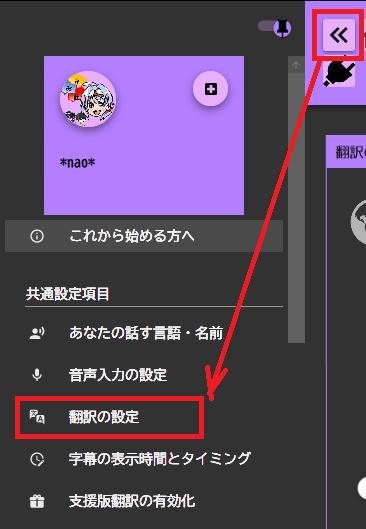 *nao*
これから始める方へ
共通設定項目
あなたの話す言語・名前
音声入力の設定
翻訳の設定
字幕の表示時間とタイミング
支援版翻訳の有効化
翻訳の